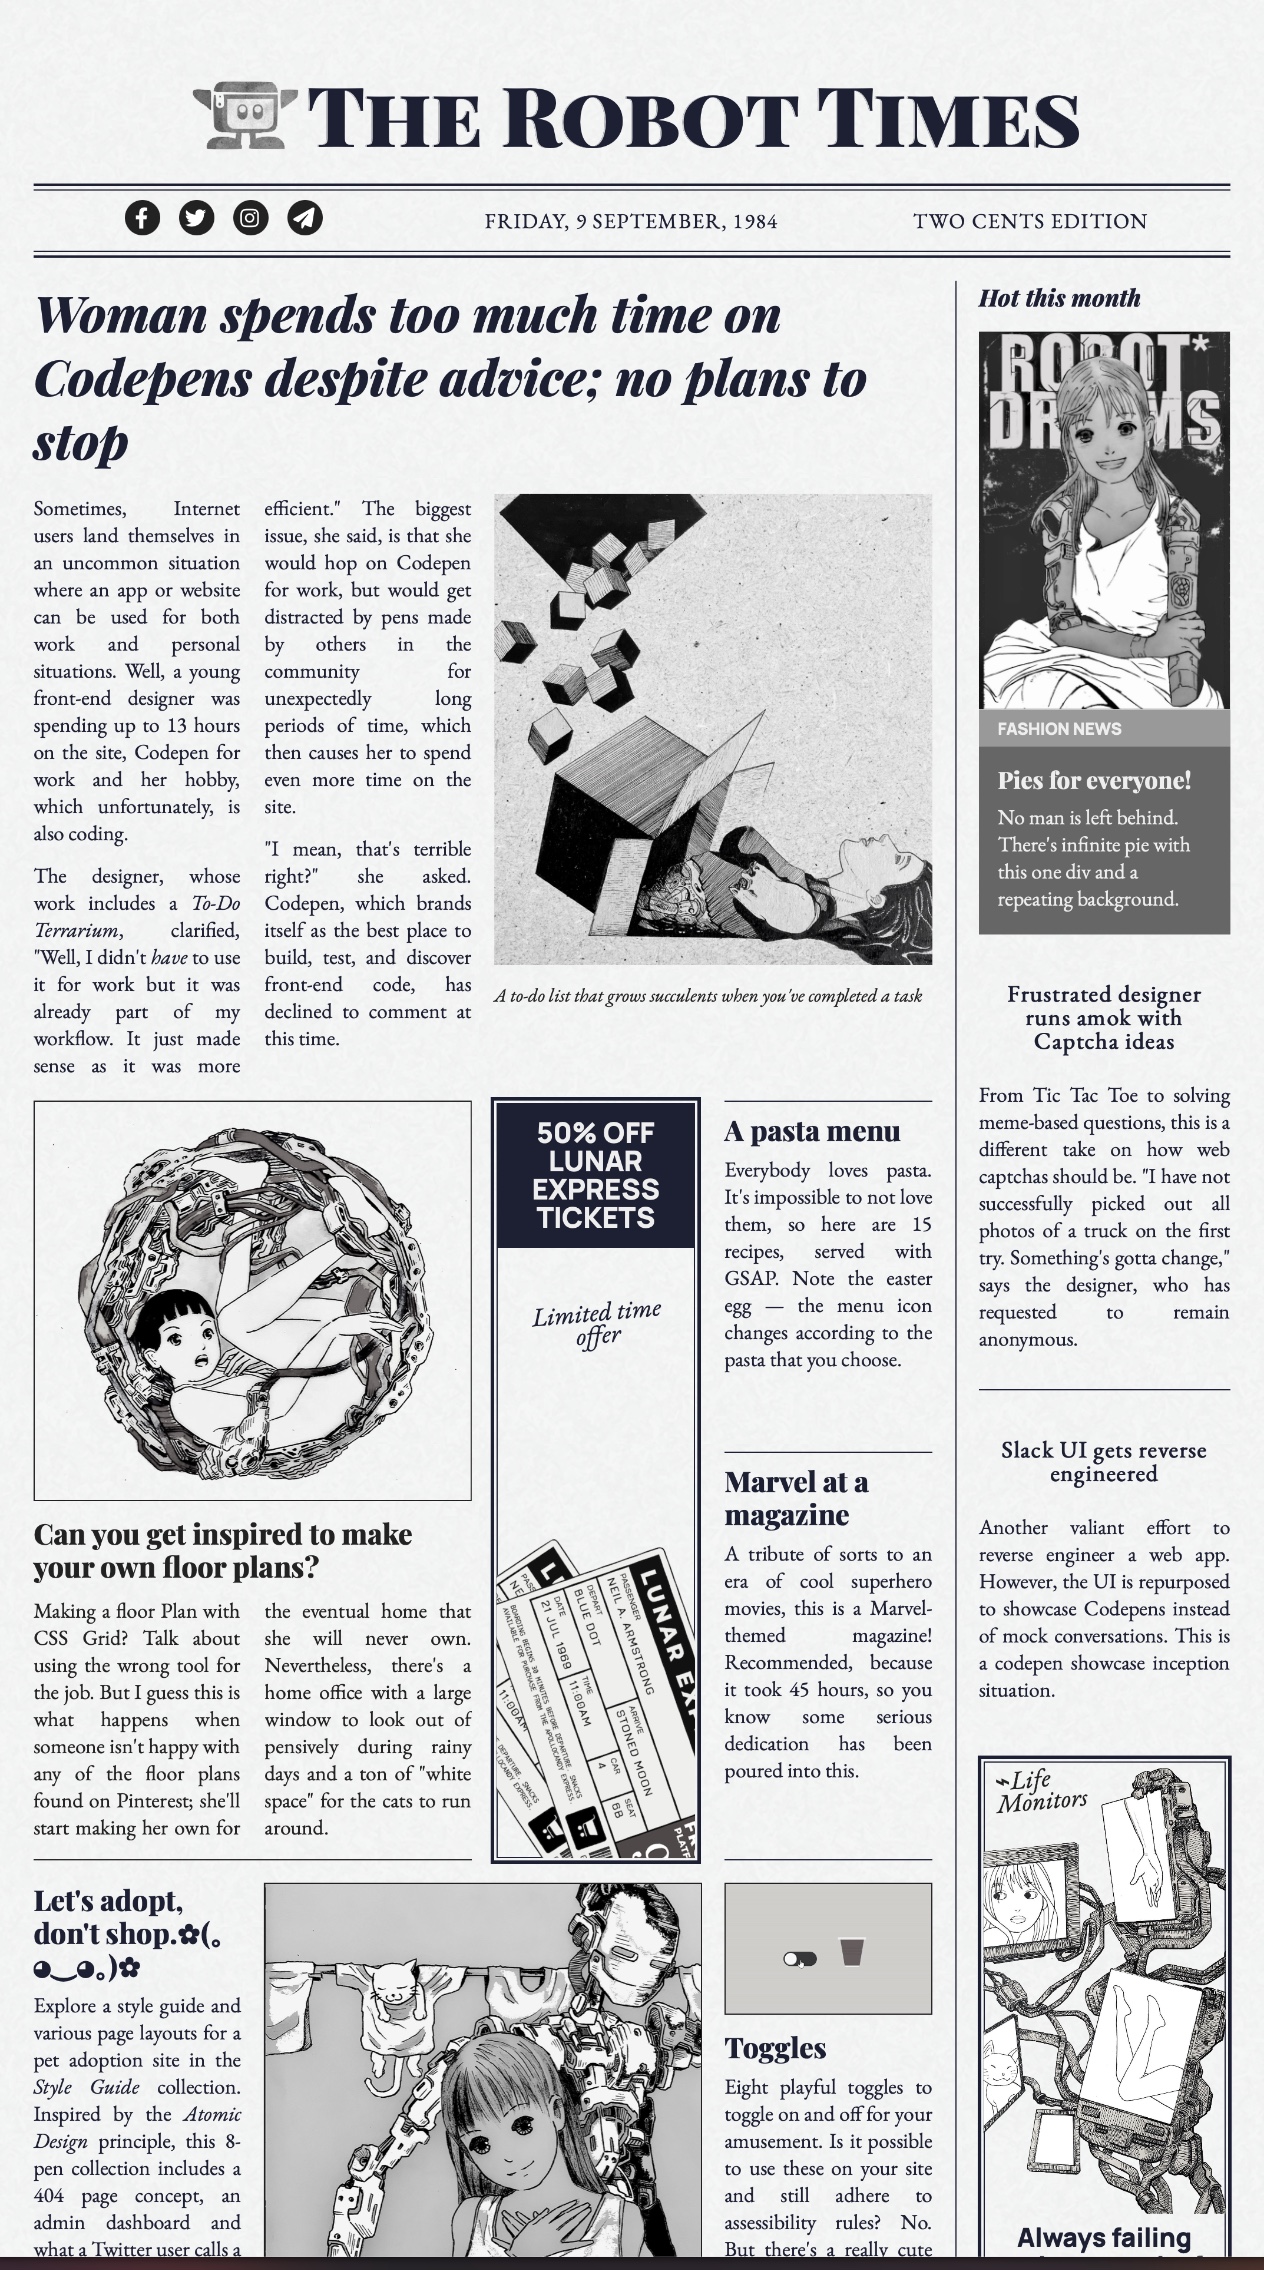 THE ROBOT TIMES
FRIDAY, 9 SEPTEMBER, 1984
TWO CENTS EDITION
Woman spends too much time on
Codepens despite advice; no plans to
stop
Sometimes, Internet
users land themselves in
an uncommon situation
where an app or website
can be used for both
work and personal
situations. Well, a young
front-end designer was
spending up to 13 hours
on the site, Codepen for
work and her hobby,
which unfortunately, is
also coding.
The designer, whose
work includes a To-Do
Terrarium, clarified,
"Well, I didn't have to use
it for work but it was
already part of my
workflow. It just made
sense as it was more
efficient." The biggest
issue, she said, is that she
would hop on Codepen
for work, but would get
distracted by pens made
by others in the
community for
unexpectedly long
periods of time, which
then causes her to spend
even more time on the
site.
"I mean, that's terrible
right?" she asked.
Codepen, which brands
itself as the best place to
build, test, and discover
front-end code, has
declined to comment at
this time.
A to-do list that grows succulents when you've completed a task
Can you get inspired to make
your own floor plans?
Making a floor Plan with
CSS Grid? Talk about
using the wrong tool for
the job. But I guess this is
what happens when
someone isn't happy with
any of the floor plans
found on Pinterest; she'll
start making her own for
the eventual home that
she will never own.
Nevertheless, there's a
home office with a large
window to look out of
pensively during rainy
days and a ton of "white
space" for the cats to run
around.
50% OFF
LUNAR
EXPRESS
TICKETS
Limited time
offer
LUNAR EXP
PASSENGER
NEIL A. ARMSTRONG
DEPART
BLUE DOT
ARRIVE
STONED MOON
DATE
21 JUL 1969
TIME
11:00AM
CAR
4
SEAT
6B
BOARDING BEGINS 30 MINUTES BEFORE DEPARTURE. SNACKS
AVAILABLE FOR PURCHASE FROM THE APOLLOCANDY EXPRESS.
11:00AM
A pasta menu
Everybody loves pasta.
It's impossible to not love
them, so here are 15
recipes, served with
GSAP. Note the easter
egg — the menu icon
changes according to the
pasta that you choose.
Marvel at a
magazine
A tribute of sorts to an
era of cool superhero
movies, this is a Marvel-
themed magazine!
Recommended, because
it took 45 hours, so you
know some serious
dedication has been
poured into this.
Let's adopt,
don't shop.✿(｡
◕‿◕｡)✿
Explore a style guide and
various page layouts for a
pet adoption site in the
Style Guide collection.
Inspired by the Atomic
Design principle, this 8-
pen collection includes a
404 page concept, an
admin dashboard and
what a Twitter user calls a
Toggles
Eight playful toggles to
toggle on and off for your
amusement. Is it possible
to use these on your site
and still adhere to
assessibility rules? No.
But there's a really cute
Hot this month
ROBOT*
DR MS
FASHION NEWS
Pies for everyone!
No man is left behind.
There's infinite pie with
this one div and a
repeating background.
Frustrated designer
runs amok with
Captcha ideas
From Tic Tac Toe to solving
meme-based questions, this is a
different take on how web
captchas should be. "I have not
successfully picked out all
photos of a truck on the first
try. Something's gotta change,"
says the designer, who has
requested to remain
anonymous.
Slack UI gets reverse
engineered
Another valiant effort to
reverse engineer a web app.
However, the UI is repurposed
to showcase Codepens instead
of mock conversations. This is
a codepen showcase inception
situation.
Life
Monitors
Always failing